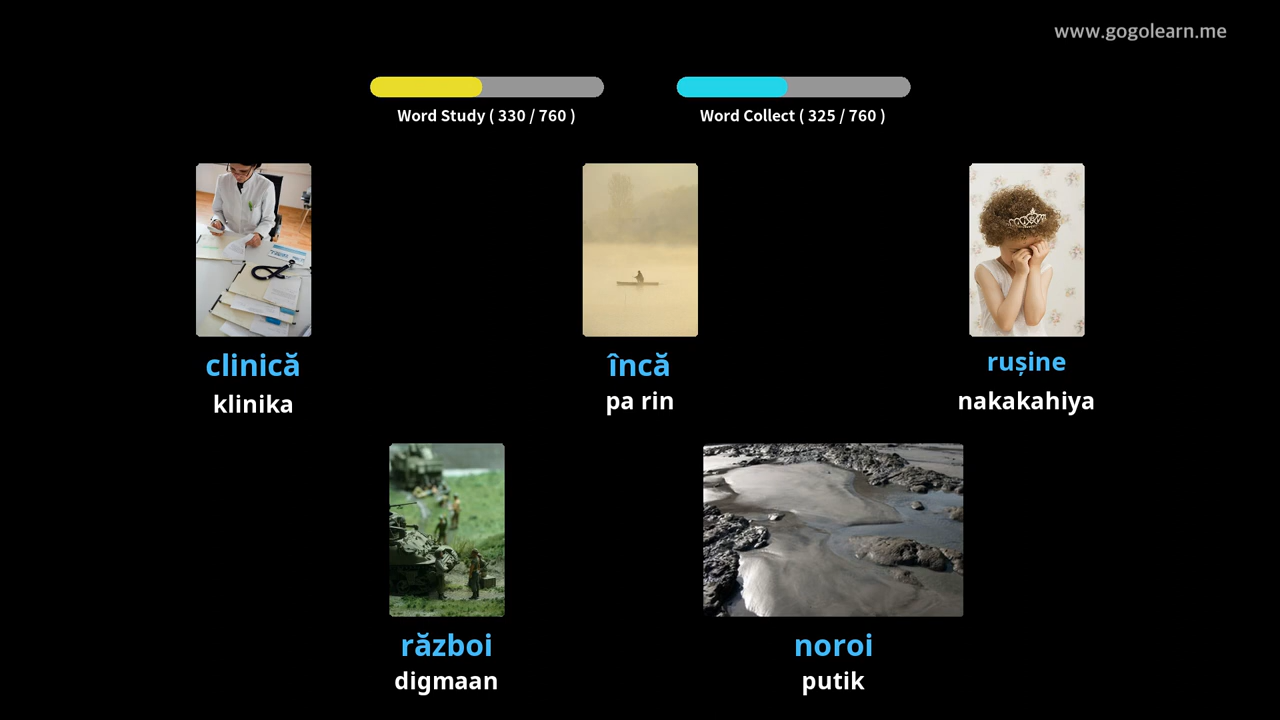 www.gogolearn.me
Word Study ( 330 / 760 )
Word Collect ( 325 / 760 )
clinică
klinika
încă
pa rin
rușine
nakakahiya
război
digmaan
noroi
putik